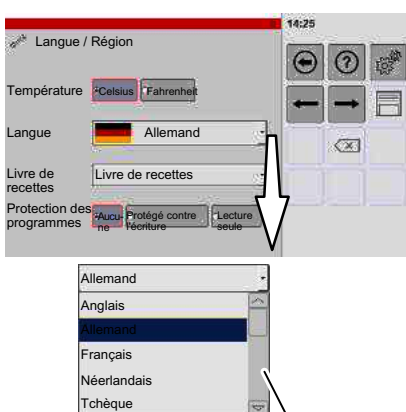 14:25
Langue / Région
Température
°Celsius
°Fahrenheit
Langue
Allemand
Livre de
recettes
Livre de recettes
Protection des
programmes
Aucu-
ne
Protégé contre
l'écriture
Lecture
seule
Allemand
Anglais
Allemand
Français
Néerlandais
Tchèque